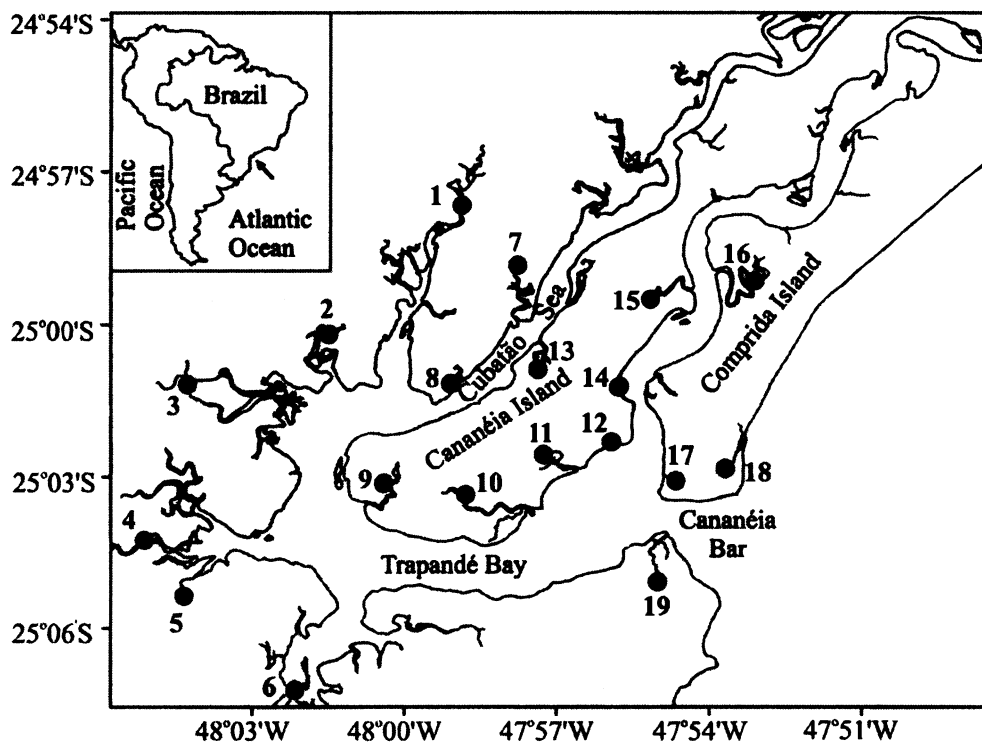 24°54'S
24°57'S
25°00'S
25°03'S
25°06'S
48°03'W
48°00'W
47°57'W
47°54'W
47°51'W
Brazil
Pacific
Ocean
Atlantic
Ocean
1
2
3
4
5
6
7
8
9
10
11
12
13
14
15
16
17
18
19
Cubatão Sea
Cananéia Island
Comprida Island
Cananéia
Bar
Trapandé Bay